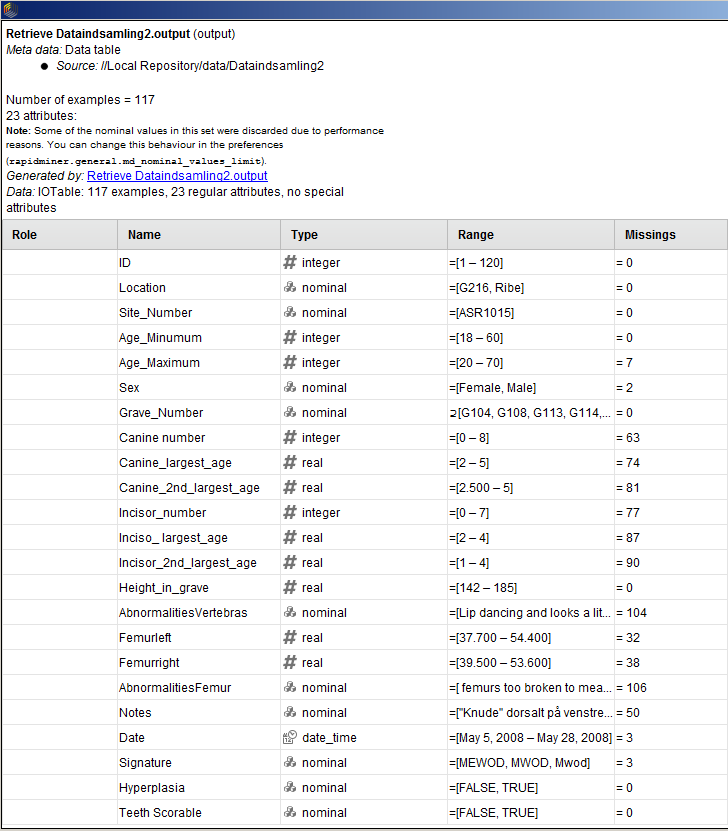 Retrieve Dataindsamling2.output (output)
Meta data: Data table
● Source: //Local Repository/data/Dataindsamling2
Number of examples = 117
23 attributes:
Note: Some of the nominal values in this set were discarded due to performance
reasons. You can change this behaviour in the preferences
(rapidminer.general.md_nominal_values_limit).
Generated by: Retrieve Dataindsamling2.output
Data: IOTable: 117 examples, 23 regular attributes, no special
attributes
Role Name Type Range Missings
ID integer =[1 – 120] = 0
Location nominal =[G216, Ribe] = 0
Site_Number nominal =[ASR1015] = 0
Age_Minumum integer =[18 – 60] = 0
Age_Maximum integer =[20 – 70] = 7
Sex nominal =[Female, Male] = 2
Grave_Number nominal ⊇[G104, G108, G113, G114,... = 0
Canine number integer =[0 – 8] = 63
Canine_largest_age real =[2 – 5] = 74
Canine_2nd_largest_age real =[2.500 – 5] = 81
Incisor_number integer =[0 – 7] = 77
Inciso_ largest_age real =[2 – 4] = 87
Incisor_2nd_largest_age real =[1 – 4] = 90
Height_in_grave real =[142 – 185] = 0
AbnormalitiesVertebras nominal =[Lip dancing and looks a lit... = 104
Femurleft real =[37.700 – 54.400] = 32
Femurright real =[39.500 – 53.600] = 38
AbnormalitiesFemur nominal =[ femurs too broken to mea... = 106
Notes nominal =["Knude" dorsalt på venstre... = 50
Date date_time =[May 5, 2008 – May 28, 2008] = 3
Signature nominal =[MEWOD, MWOD, Mwod] = 3
Hyperplasia nominal =[FALSE, TRUE] = 0
Teeth Scorable nominal =[FALSE, TRUE] = 0